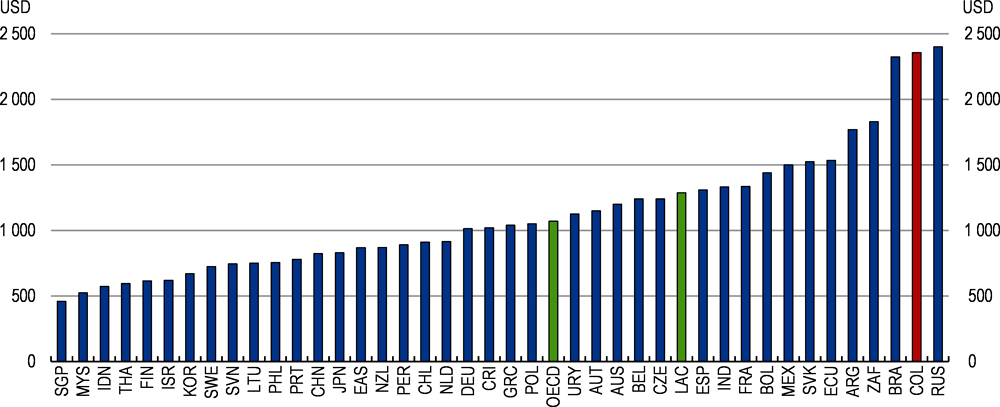 USD USD
2 500 2 500
2 000 2 000
1 500 1 500
1 000 1 000
500 500
0 0
SGP MYS IDN THA FIN ISR KOR SWE SVN LTU PHL PRT CHN JPN EAS NZL PER CHL NLD DEU CRI GRC POL OECD URY AUT AUS BEL CZE LAC ESP IND FRA BOL MEX SVK ECU ARG ZAF BRA COL RUS